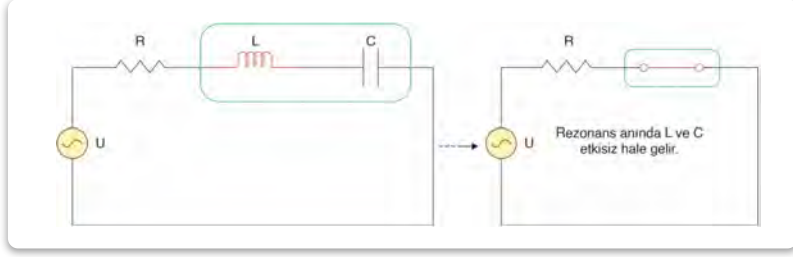 R
L
C
U
R
U
Rezonans anında L ve C
etkisiz hale gelir.